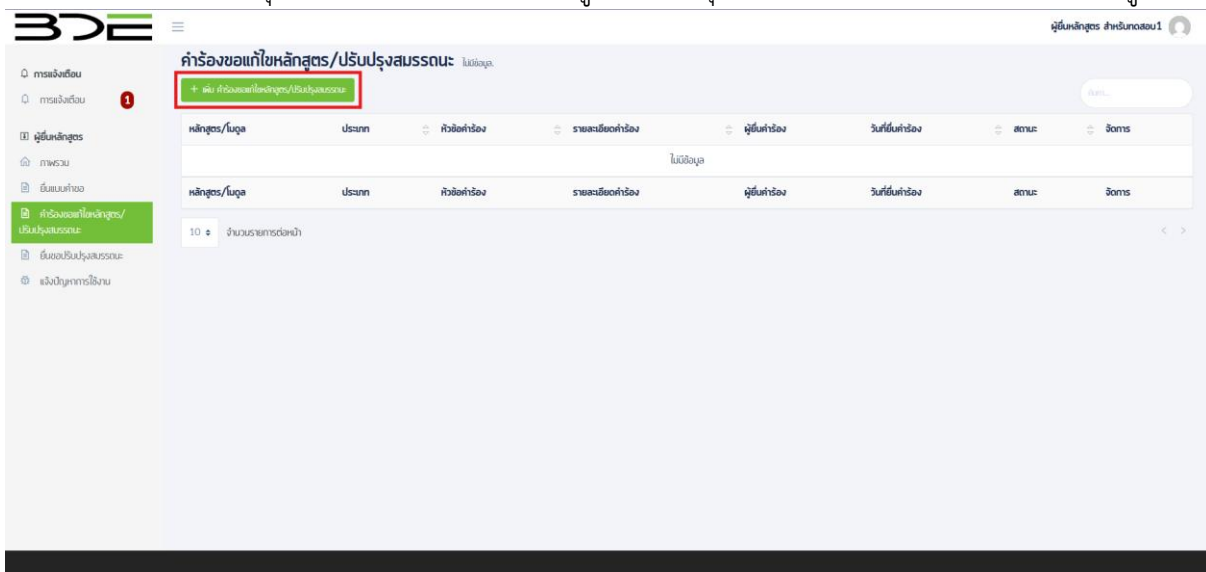 BDE
ผู้ยื่นหลักสูตร สำหรับทดสอบ1
การแจ้งเตือน
การแจ้งเตือน 1
ผู้ยื่นหลักสูตร
ภาพรวม
ยื่นแบบคำขอ
คำร้องขอแก้ไขหลักสูตร/
ปรับปรุงสมรรถนะ
ยื่นขอปรับปรุงสมรรถนะ
แจ้งปัญหาการใช้งาน
คำร้องขอแก้ไขหลักสูตร/ปรับปรุงสมรรถนะ ไม่มีข้อมูล.
+ เพิ่ม คำร้องขอแก้ไขหลักสูตร/ปรับปรุงสมรรถนะ
ค้นหา...
หลักสูตร/โมดูล ประเภท หัวข้อคำร้อง รายละเอียดคำร้อง ผู้ยื่นคำร้อง วันที่ยื่นคำร้อง สถานะ จัดการ
ไม่มีข้อมูล
หลักสูตร/โมดูล ประเภท หัวข้อคำร้อง รายละเอียดคำร้อง ผู้ยื่นคำร้อง วันที่ยื่นคำร้อง สถานะ จัดการ
10 จำนวนรายการต่อหน้า